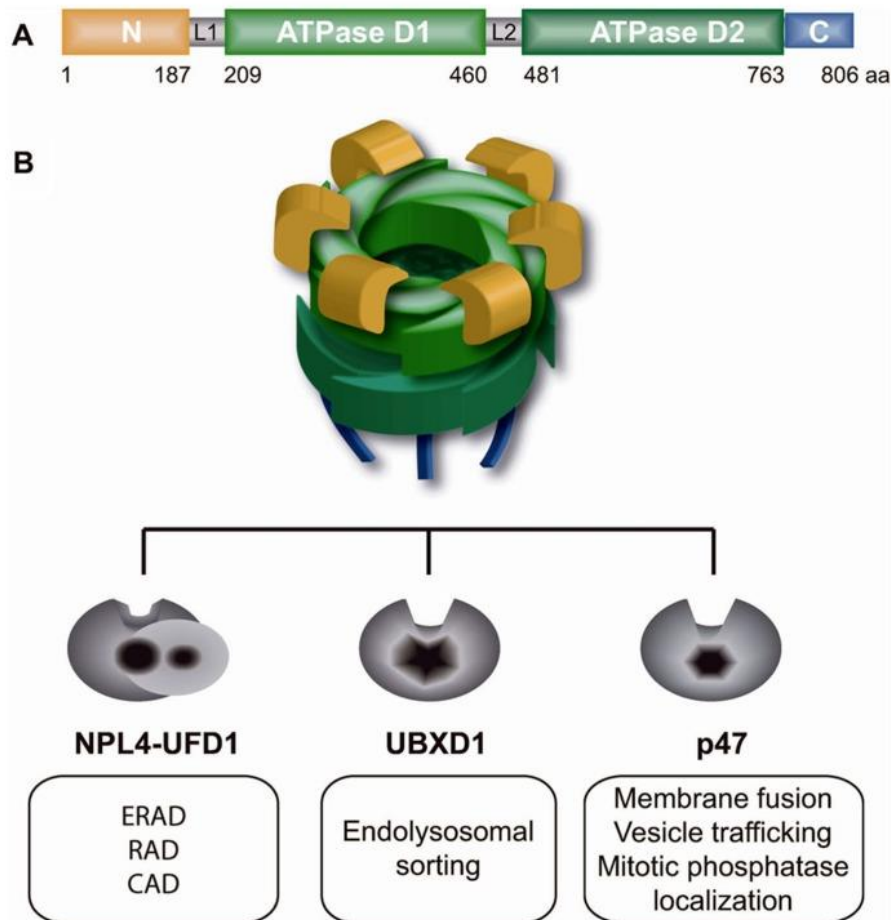 A
N L1 ATPase D1 L2 ATPase D2 C
1 187 209 460 481 763 806 aa
B
NPL4-UFD1 UBXD1 p47
ERAD
RAD
CAD
Endolysosomal
sorting
Membrane fusion
Vesicle trafficking
Mitotic phosphatase
localization